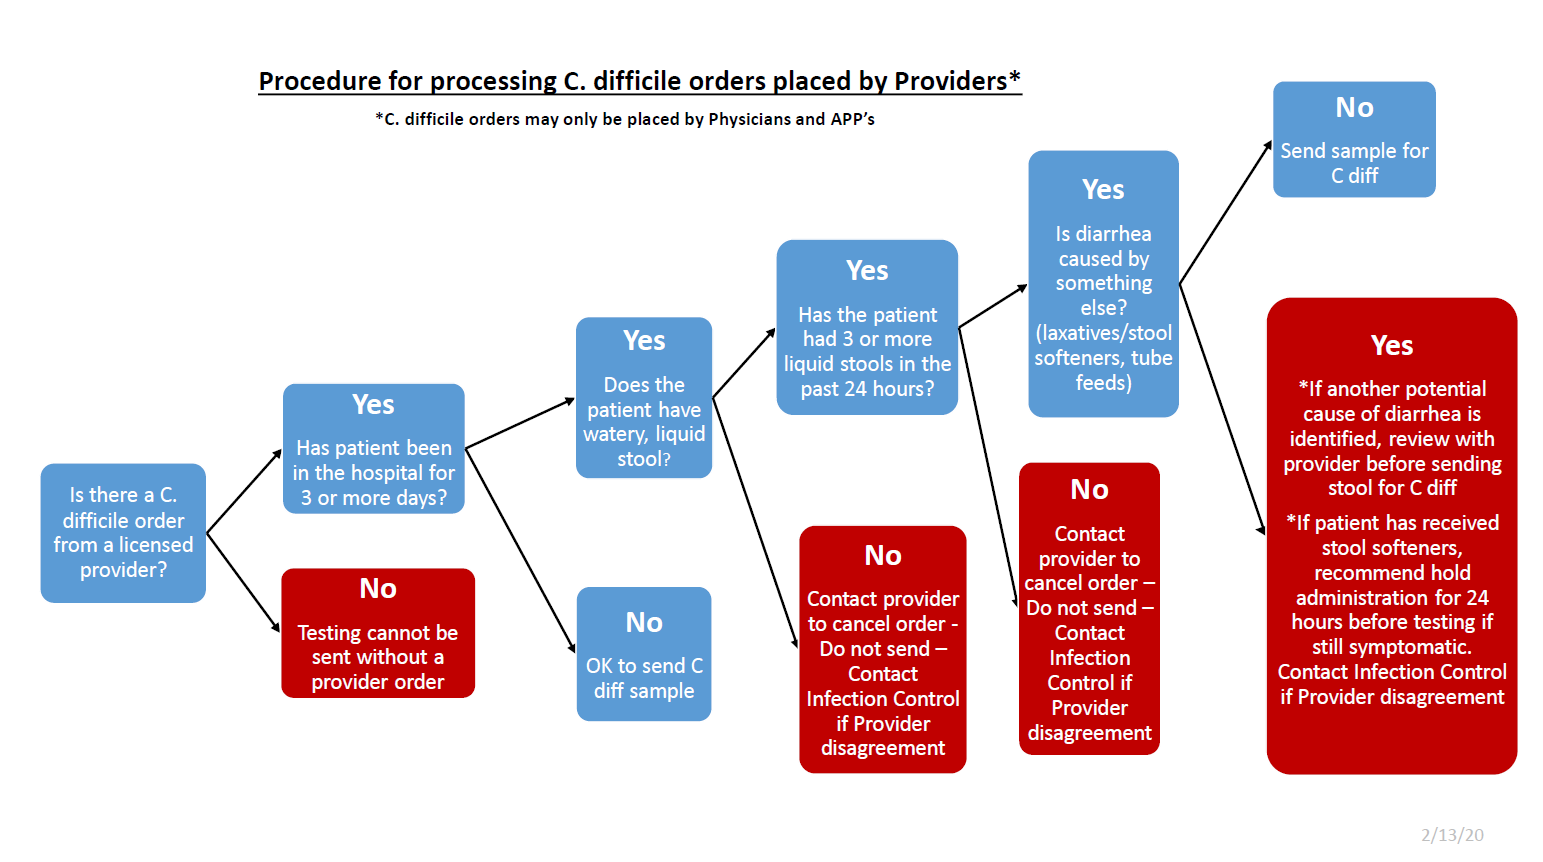 Procedure for processing C. difficile orders placed by Providers*
*C. difficile orders may only be placed by Physicians and APP's
Is there a C.
difficile order
from a licensed
provider?
Yes
Has patient been
in the hospital for
3 or more days?
No
Testing cannot be
sent without a
provider order
Yes
Does the
patient have
watery, liquid
stool?
No
OK to send C
diff sample
Yes
Has the patient
had 3 or more
liquid stools in the
past 24 hours?
No
Contact provider
to cancel order -
Do not send –
Contact
Infection Control
if Provider
disagreement
Yes
Is diarrhea
caused by
something
else?
(laxatives/stool
softeners, tube
feeds)
No
Contact
provider to
cancel order –
Do not send –
Contact
Infection
Control if
Provider
disagreement
No
Send sample for
C diff
Yes
*If another potential
cause of diarrhea is
identified, review with
provider before sending
stool for C diff
*If patient has received
stool softeners,
recommend hold
administration for 24
hours before testing if
still symptomatic.
Contact Infection Control
if Provider disagreement
2/13/20